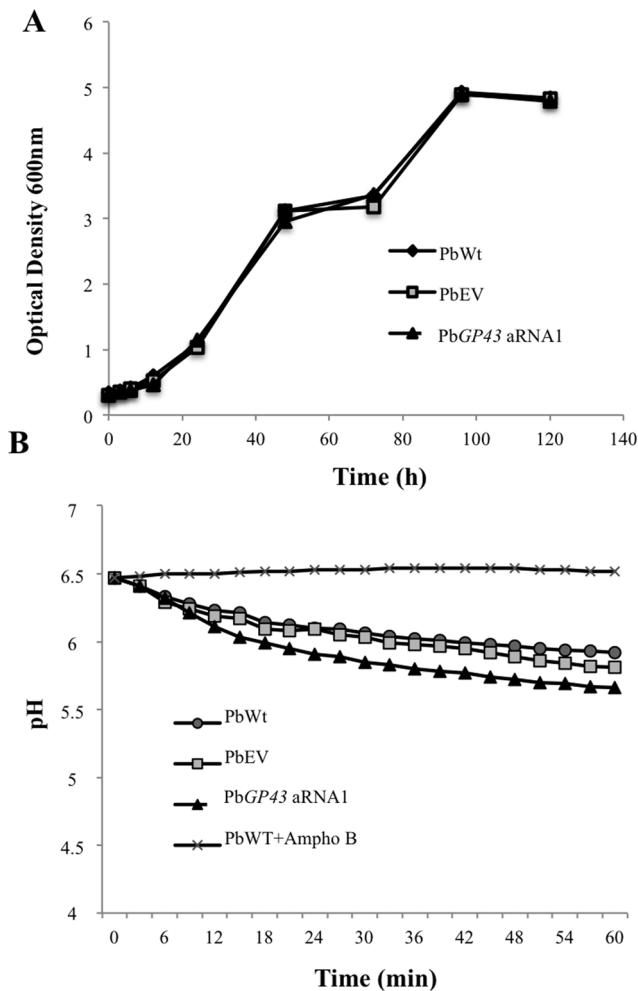 A
Optical Density 600nm
6
5
4
3
2
1
0
PbWt
PbEV
PbGP43 aRNA1
0 20 40 60 80 100 120 140
Time (h)
B
pH
7
6.5
6
5.5
5
4.5
4
PbWt
PbEV
PbGP43 aRNA1
PbWT+Ampho B
0 6 12 18 24 30 36 42 48 54 60
Time (min)